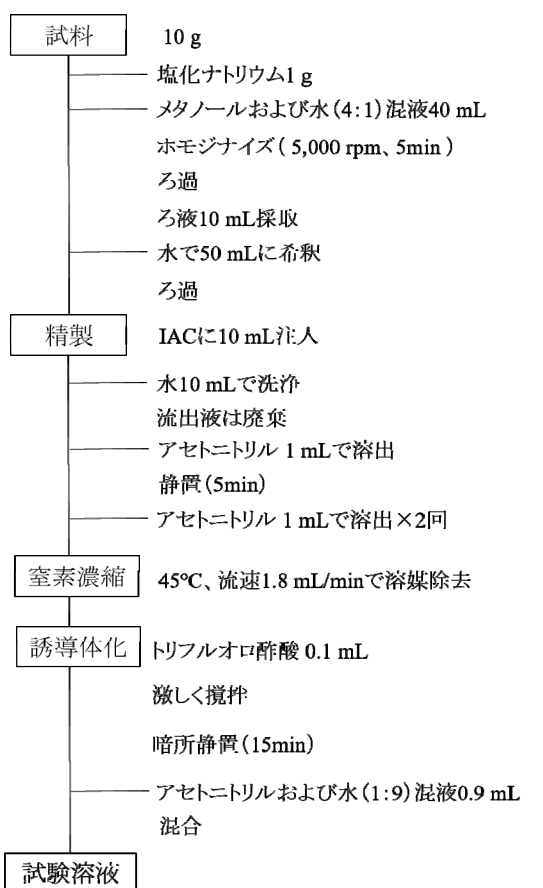 試料 10 g
塩化ナトリウム1 g
メタノールおよび水(4:1)混液40 mL
ホモジナイズ( 5,000 rpm、5min )
ろ過
ろ液10 mL採取
水で50 mLに希釈
ろ過
精製 IACに10 mL注入
水10 mLで洗浄
流出液は廃棄
アセトニトリル 1 mLで溶出
静置(5min)
アセトニトリル 1 mLで溶出×2回
窒素濃縮 45℃、流速1.8 mL/minで溶媒除去
誘導体化 トリフルオロ酢酸 0.1 mL
激しく撹拌
暗所静置(15min)
アセトニトリルおよび水(1:9)混液0.9 mL
混合
試験溶液